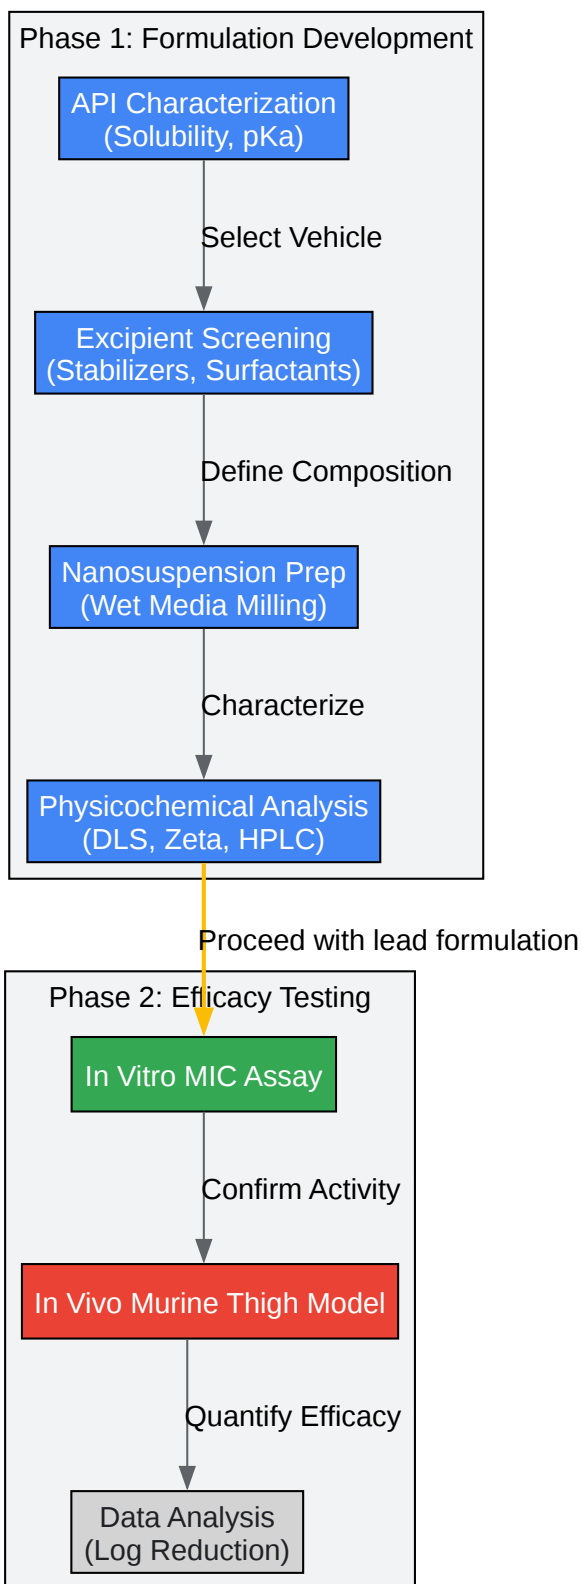 Phase 1: Formulation Development
API Characterization
(Solubility, pKa)
Select Vehicle
Excipient Screening
(Stabilizers, Surfactants)
Define Composition
Nanosuspension Prep
(Wet Media Milling)
Characterize
Physicochemical Analysis
(DLS, Zeta, HPLC)
Proceed with lead formulation
Phase 2: Efficacy Testing
In Vitro MIC Assay
Confirm Activity
In Vivo Murine Thigh Model
Quantify Efficacy
Data Analysis
(Log Reduction)